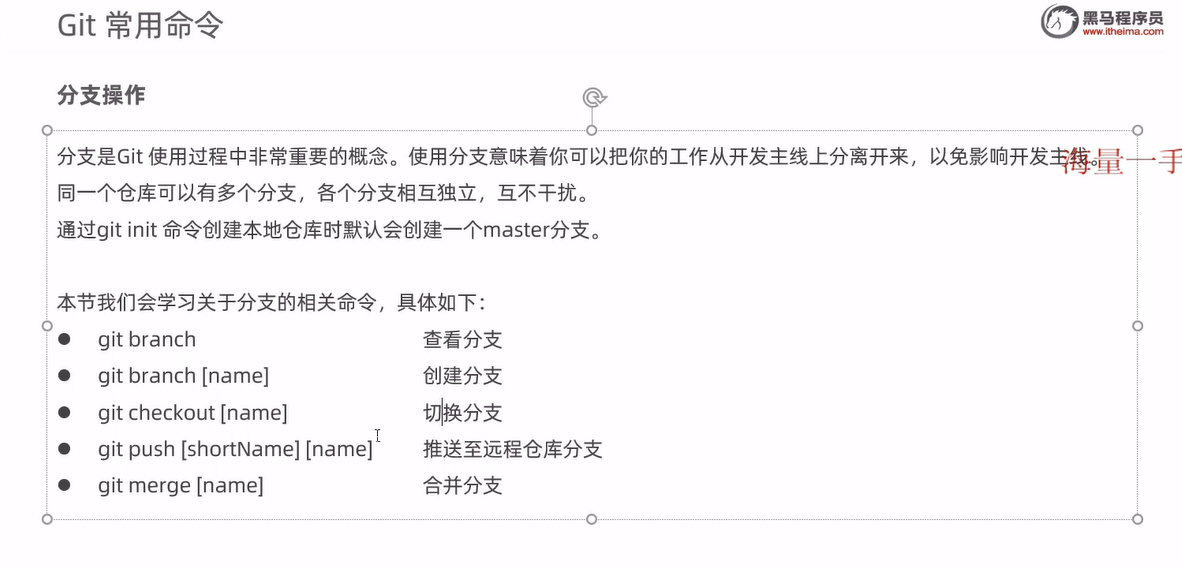 Git 常用命令
黑马程序员
www.itheima.com
分支操作
分支是Git 使用过程中非常重要的概念。使用分支意味着你可以把你的工作从开发主线上分离开来，以免影响开发主线。
海量一手
同一个仓库可以有多个分支，各个分支相互独立，互不干扰。
通过git init 命令创建本地仓库时默认会创建一个master分支。
本节我们会学习关于分支的相关命令，具体如下：
● git branch 查看分支
● git branch [name] 创建分支
● git checkout [name] 切换分支
● git push [shortName] [name] 推送至远程仓库分支
● git merge [name] 合并分支